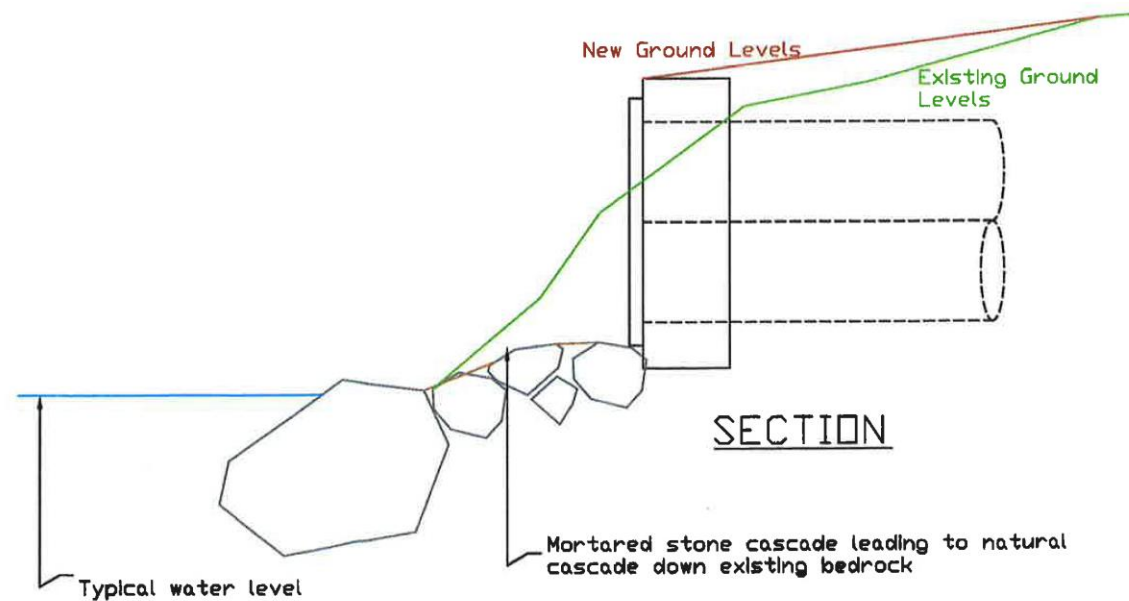 New Ground Levels
Existing Ground
Levels
SECTION
Mortared stone cascade leading to natural
cascade down existing bedrock
Typical water level